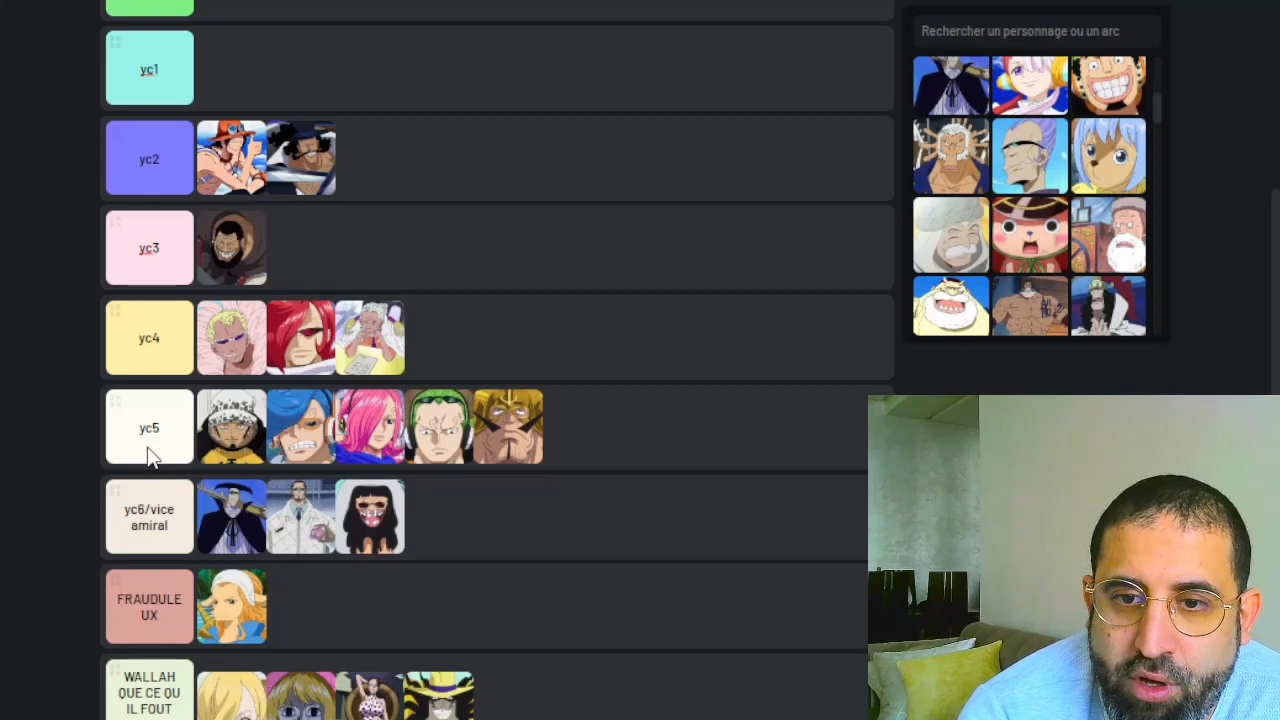 Rechercher un personnage ou un arc
yc1
yc2
yc3
yc4
yc5
yc6/vice
amiral
FRAUDULE
UX
WALLAH
QUE CE QU
IL FOUT